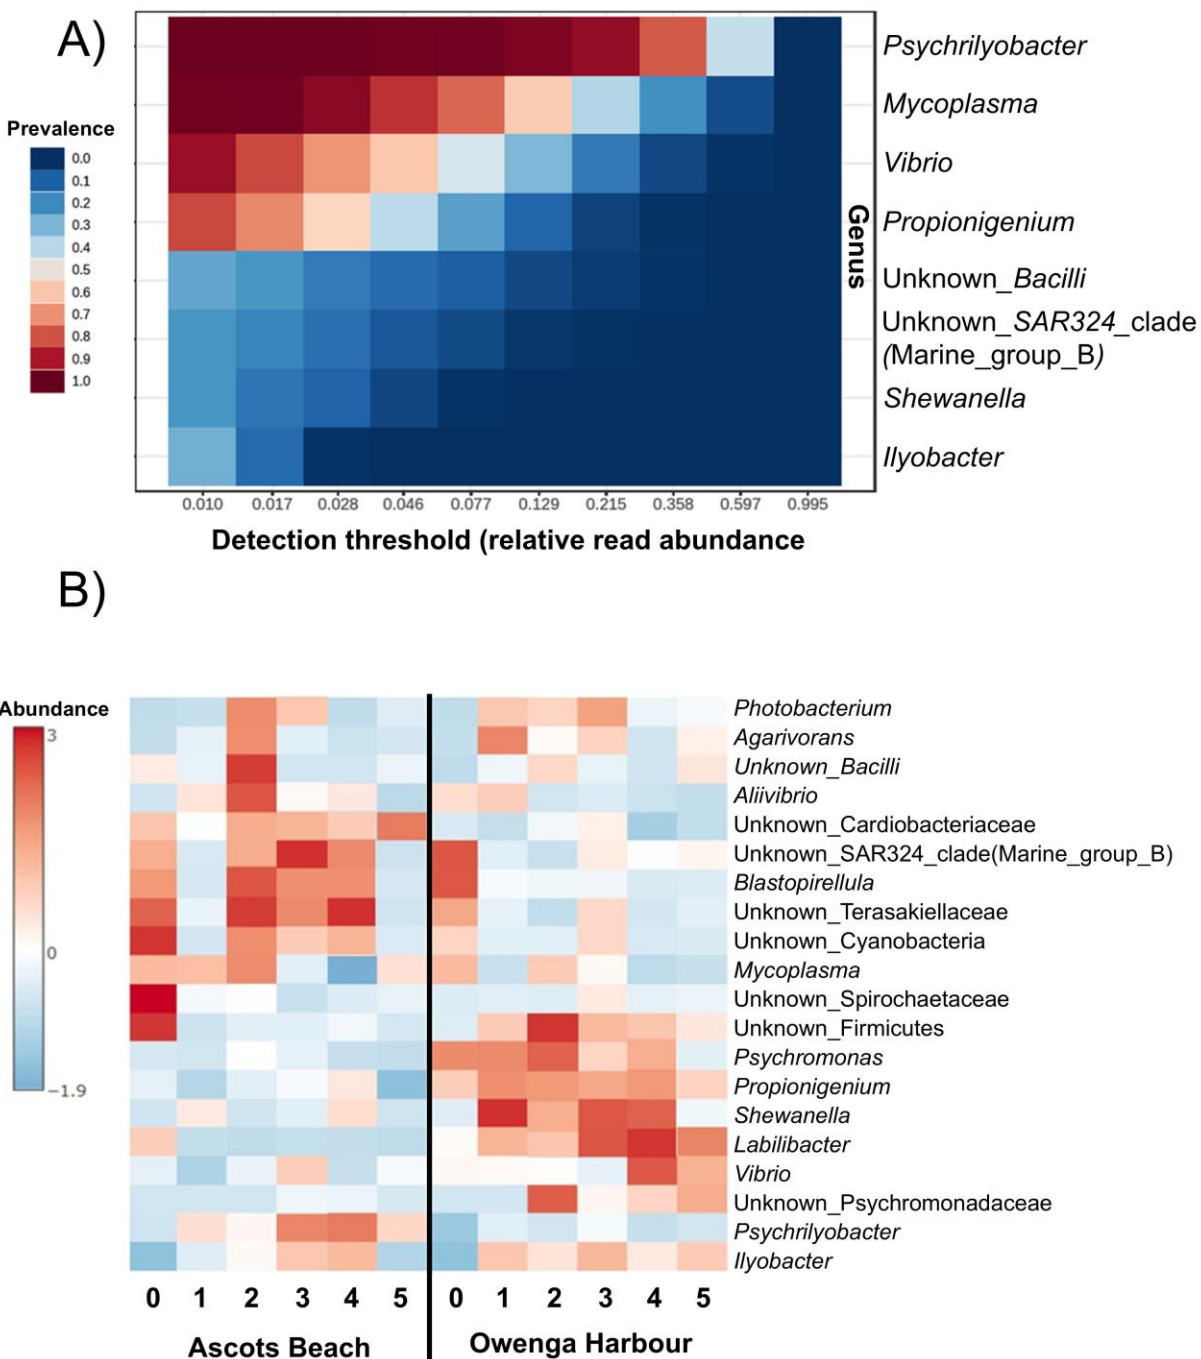 A)
Prevalence
0.0
0.1
0.2
0.3
0.4
0.5
0.6
0.7
0.8
0.9
1.0
Psychrilyobacter
Mycoplasma
Vibrio
Propionigenium
Unknown_Bacilli
Unknown_SAR324_clade
(Marine_group_B)
Shewanella
Ilyobacter
Genus
0.010 0.017 0.028 0.046 0.077 0.129 0.215 0.358 0.597 0.995
Detection threshold (relative read abundance
B)
Abundance
3
0
−1.9
Photobacterium
Agarivorans
Unknown_Bacilli
Aliivibrio
Unknown_Cardiobacteriaceae
Unknown_SAR324_clade(Marine_group_B)
Blastopirellula
Unknown_Terasakiellaceae
Unknown_Cyanobacteria
Mycoplasma
Unknown_Spirochaetaceae
Unknown_Firmicutes
Psychromonas
Propionigenium
Shewanella
Labilibacter
Vibrio
Unknown_Psychromonadaceae
Psychrilyobacter
Ilyobacter
0 1 2 3 4 5 0 1 2 3 4 5
Ascots Beach Owenga Harbour